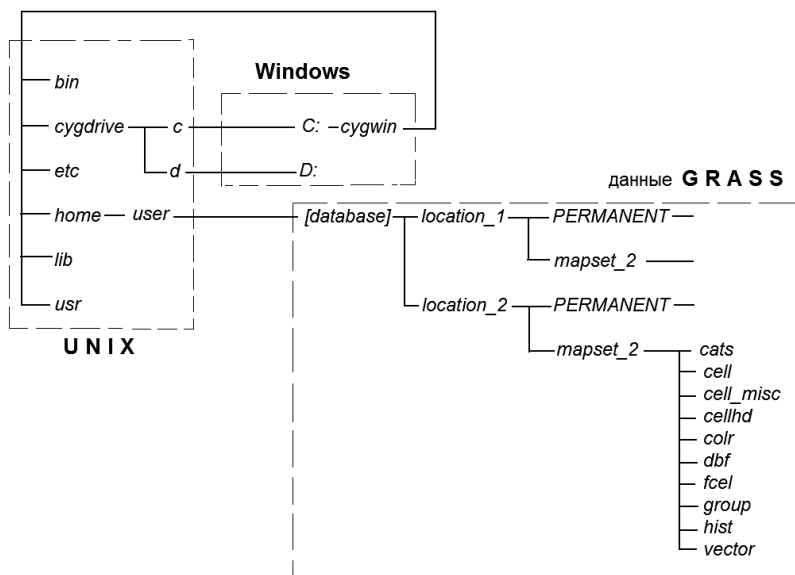 Windows
bin
cygdrive c C: cygwin
etc d D:
данные GRASS
home user [database] location_1 PERMANENT
lib mapset_2
usr location_2 PERMANENT
UNIX
mapset_2 cats
cell
cell_misc
cellhd
colr
dbf
fcel
group
hist
vector